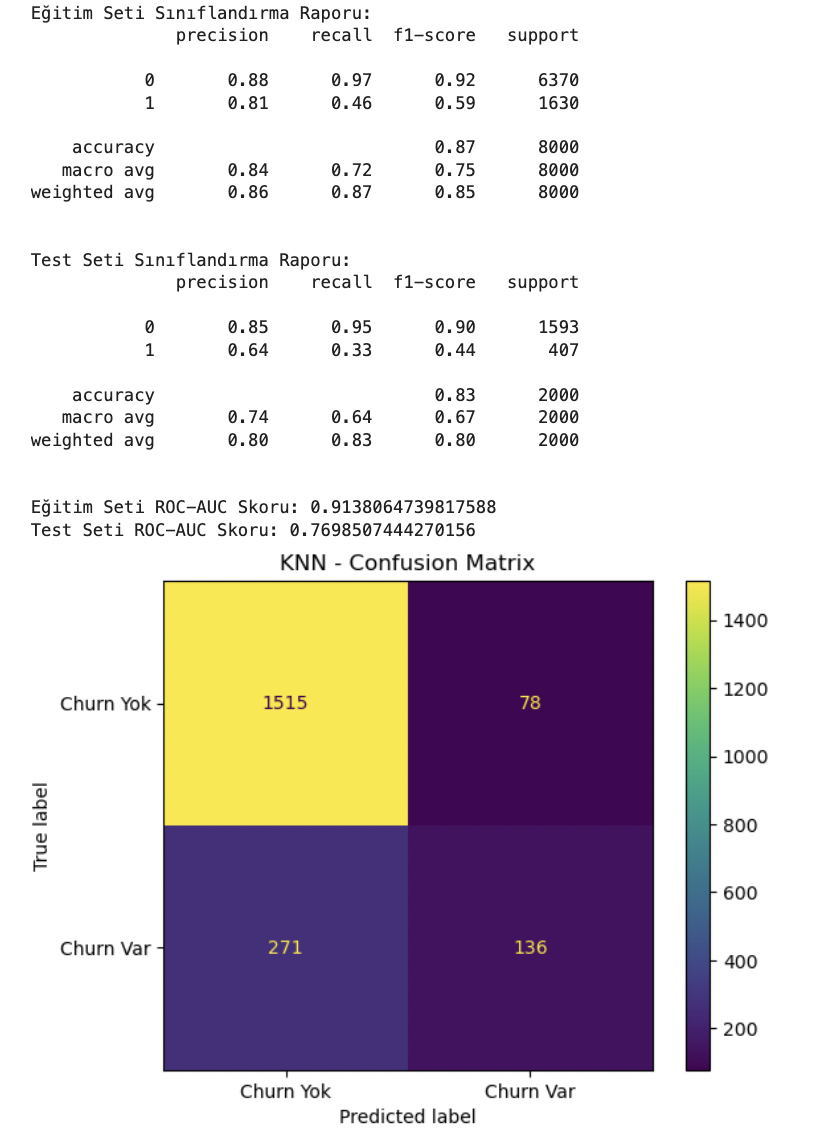 Eğitim Seti Sınıflandırma Raporu:
precision recall f1-score support
0 0.88 0.97 0.92 6370
1 0.81 0.46 0.59 1630
accuracy 0.87 8000
macro avg 0.84 0.72 0.75 8000
weighted avg 0.86 0.87 0.85 8000
Test Seti Sınıflandırma Raporu:
precision recall f1-score support
0 0.85 0.95 0.90 1593
1 0.64 0.33 0.44 407
accuracy 0.83 2000
macro avg 0.74 0.64 0.67 2000
weighted avg 0.80 0.83 0.80 2000
Eğitim Seti ROC-AUC Skoru: 0.9138064739817588
Test Seti ROC-AUC Skoru: 0.7698507444270156
KNN - Confusion Matrix
Churn Yok
1515
78
Churn Var
271
136
True label
Churn Yok
Churn Var
Predicted label
1400
1200
1000
800
600
400
200